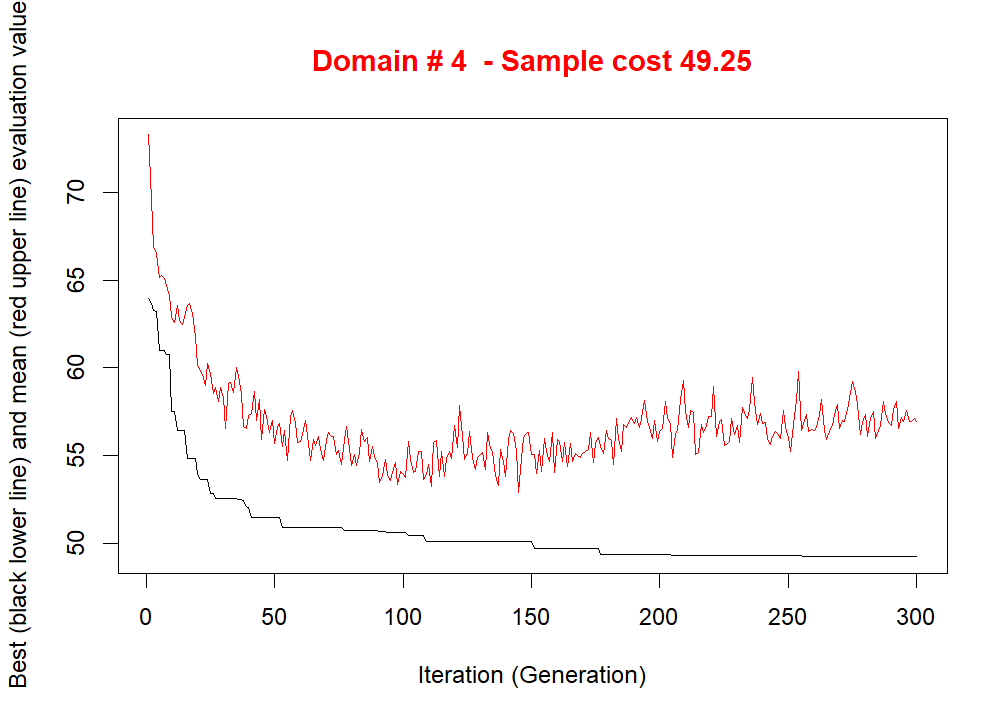 Domain # 4  - Sample cost 49.25
Best (black lower line) and mean (red upper line) evaluation value
70
65
60
55
50
0 50 100 150 200 250 300
Iteration (Generation)